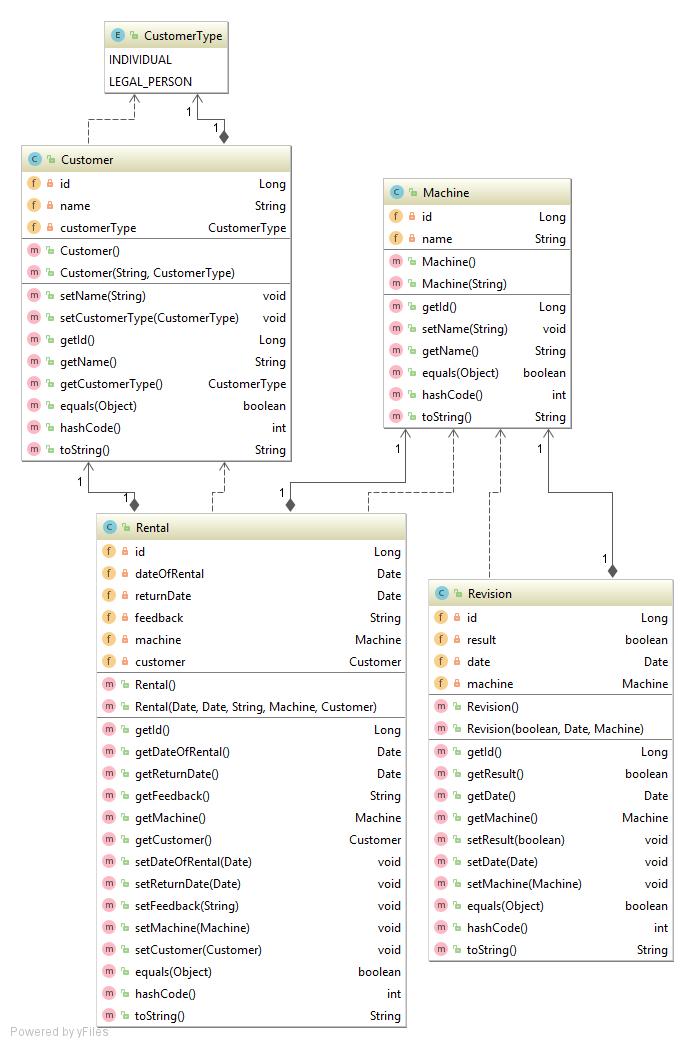 E CustomerType
INDIVIDUAL
LEGAL_PERSON
1
1
C Customer
f id Long
f name String
f customerType CustomerType
m Customer()
m Customer(String, CustomerType)
m setName(String) void
m setCustomerType(CustomerType) void
m getId() Long
m getName() String
m getCustomerType() CustomerType
m equals(Object) boolean
m hashCode() int
m toString() String
C Machine
f id Long
f name String
m Machine()
m Machine(String)
m getId() Long
m setName(String) void
m getName() String
m equals(Object) boolean
m hashCode() int
m toString() String
1
1
1
1
1
1
C Rental
f id Long
f dateOfRental Date
f returnDate Date
f feedback String
f machine Machine
f customer Customer
m Rental()
m Rental(Date, Date, String, Machine, Customer)
m getId() Long
m getDateOfRental() Date
m getReturnDate() Date
m getFeedback() String
m getMachine() Machine
m getCustomer() Customer
m setDateOfRental(Date) void
m setReturnDate(Date) void
m setFeedback(String) void
m setMachine(Machine) void
m setCustomer(Customer) void
m equals(Object) boolean
m hashCode() int
m toString() String
C Revision
f id Long
f result boolean
f date Date
f machine Machine
m Revision()
m Revision(boolean, Date, Machine)
m getId() Long
m getResult() boolean
m getDate() Date
m getMachine() Machine
m setResult(boolean) void
m setDate(Date) void
m setMachine(Machine) void
m equals(Object) boolean
m hashCode() int
m toString() String
Powered by yFiles